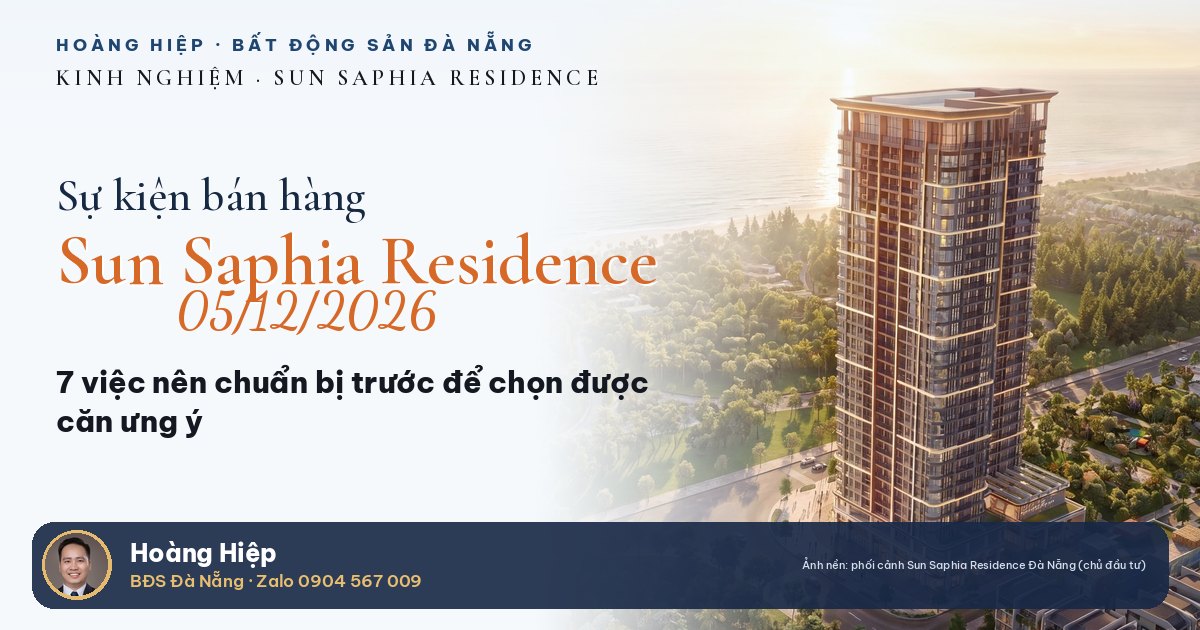 HOÀNG HIỆP · BẤT ĐỘNG SẢN ĐÀ NẴNG
KINH NGHIỆM · SUN SAPHIA RESIDENCE
Sự kiện bán hàng
Sun Saphia Residence
05/12/2026
7 việc nên chuẩn bị trước để chọn được
căn ưng ý
Hoàng Hiệp
BĐS Đà Nẵng · Zalo 0904 567 009
Ảnh nền: phối cảnh Sun Saphia Residence Đà Nẵng (chủ đầu tư)